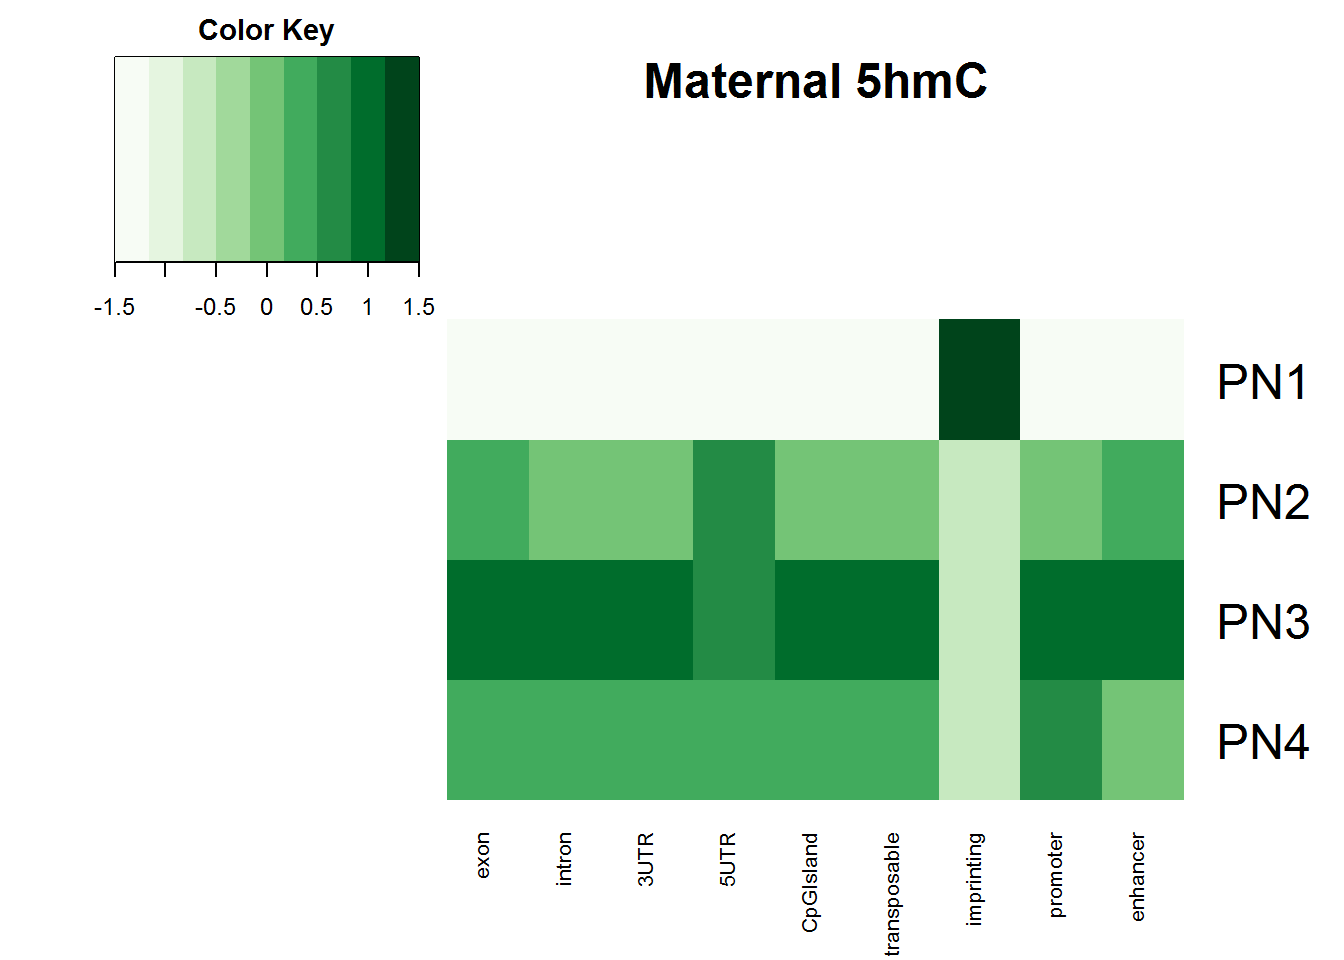 Color Key
Maternal 5hmC
-1.5 -0.5 0 0.5 1 1.5
PN1
PN2
PN3
PN4
exon
intron
3UTR
5UTR
CpGIsland
transposable
imprinting
promoter
enhancer